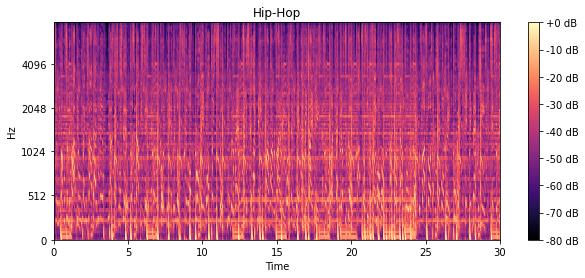 Hip-Hop
Hz
4096
2048
1024
512
0
0 5 10 15 20 25 30
Time
+0 dB
-10 dB
-20 dB
-30 dB
-40 dB
-50 dB
-60 dB
-70 dB
-80 dB